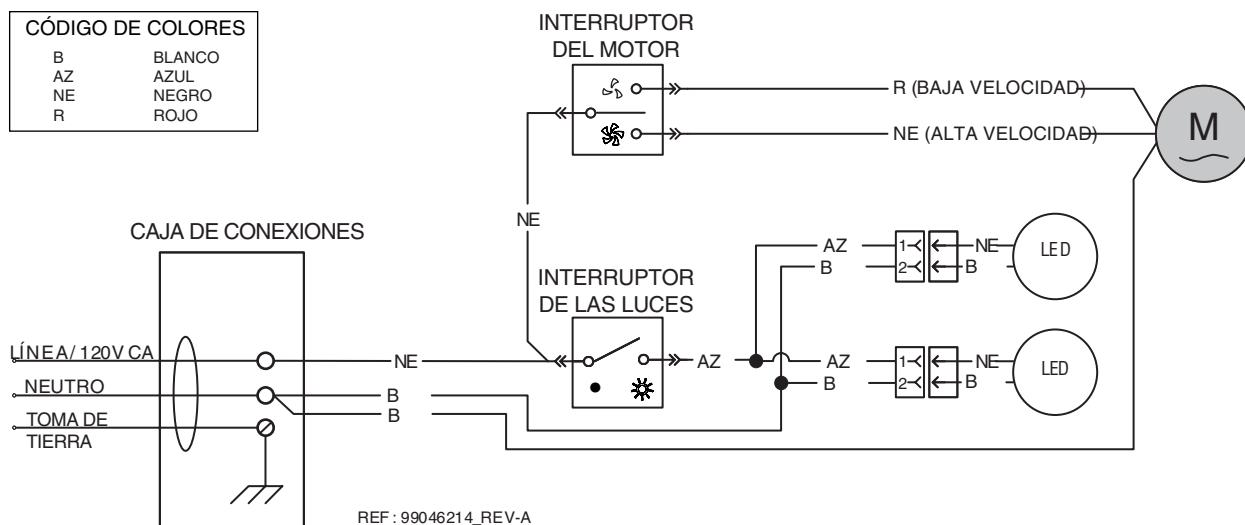 CÓDIGO DE COLORES
B BLANCO
AZ AZUL
NE NEGRO
R ROJO
INTERRUPTOR
DEL MOTOR
R (BAJA VELOCIDAD)
NE (ALTA VELOCIDAD)
M
NE
CAJA DE CONEXIONES
INTERRUPTOR
DE LAS LUCES
AZ 1 NE LED
B 2 B
LÍNEA/ 120V CA
NE
AZ
AZ 1 NE LED
B 2 B
NEUTRO
B
B
TOMA DE
TIERRA
REF: 99046214_REV-A